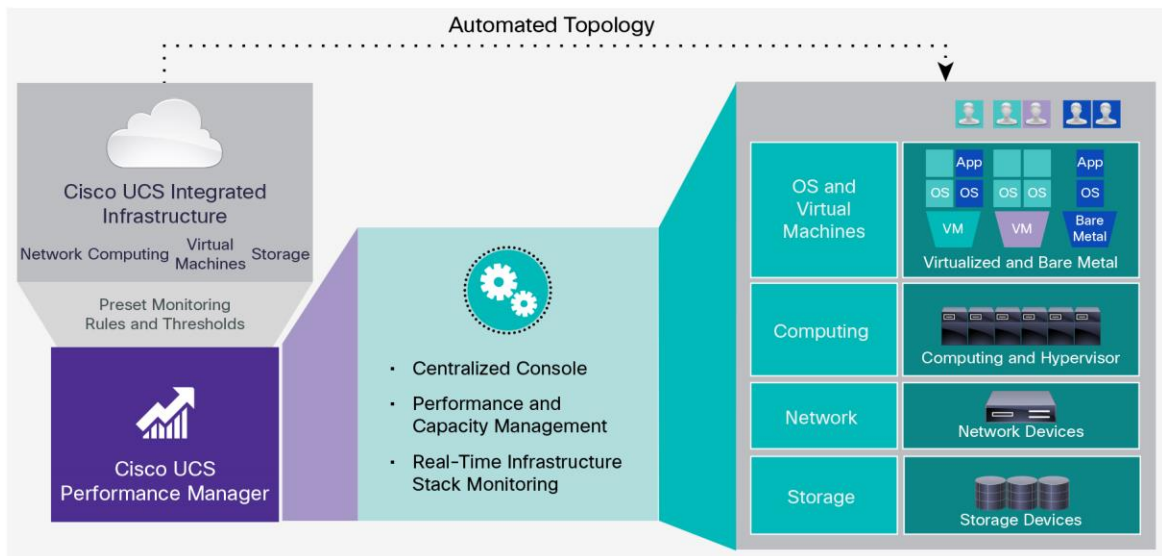 Automated Topology
Cisco UCS Integrated
Infrastructure
Network Computing Virtual Machines Storage
Preset Monitoring
Rules and Thresholds
Cisco UCS
Performance Manager
· Centralized Console
· Performance and
Capacity Management
· Real-Time Infrastructure
Stack Monitoring
OS and
Virtual
Machines
App
App
OS OS OS OS OS
VM
VM
Bare
Metal
Virtualized and Bare Metal
Computing
Computing and Hypervisor
Network
Network Devices
Storage
Storage Devices